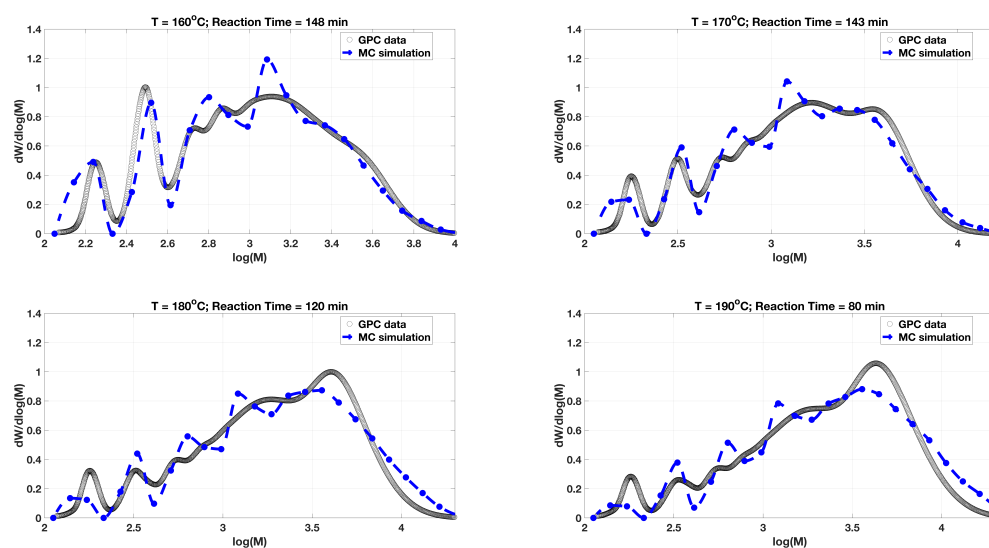 T = 160°C; Reaction Time = 148 min
GPC data
MC simulation
dW/dlog(M)
1.4
1.2
1
0.8
0.6
0.4
0.2
0
2 2.2 2.4 2.6 2.8 3 3.2 3.4 3.6 3.8 4
log(M)
T = 170°C; Reaction Time = 143 min
GPC data
MC simulation
dW/dlog(M)
1.4
1.2
1
0.8
0.6
0.4
0.2
0
2 2.5 3 3.5 4
log(M)
T = 180°C; Reaction Time = 120 min
GPC data
MC simulation
dW/dlog(M)
1.4
1.2
1
0.8
0.6
0.4
0.2
0
2 2.5 3 3.5 4
log(M)
T = 190°C; Reaction Time = 80 min
GPC data
MC simulation
dW/dlog(M)
1.4
1.2
1
0.8
0.6
0.4
0.2
0
2 2.5 3 3.5 4
log(M)